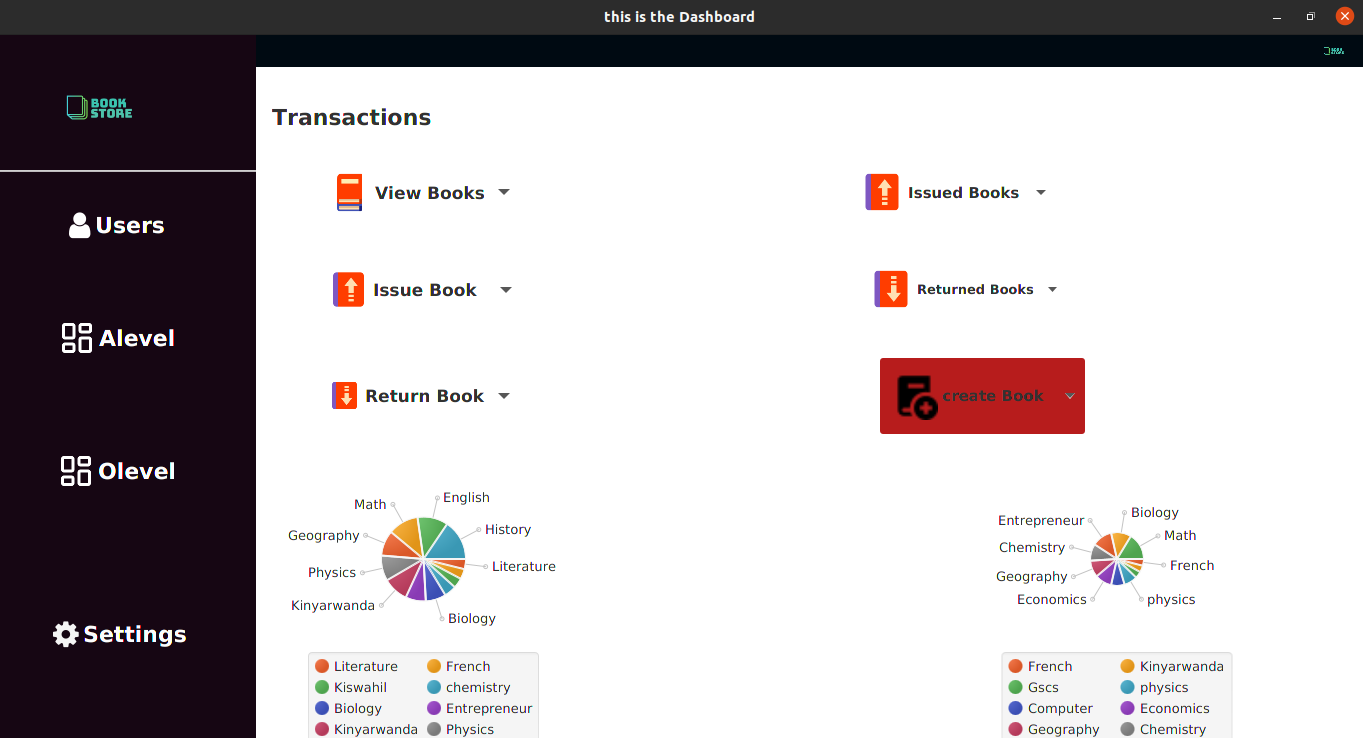 this is the Dashboard
BOOK
STORE
Users
Alevel
Olevel
Settings
Transactions
View Books
Issued Books
Issue Book
Returned Books
Return Book
create Book
Math
English
Geography
History
Physics
Literature
Kinyarwanda
Biology
Literature French
Kiswahil chemistry
Biology Entrepreneur
Kinyarwanda Physics
Entrepreneur
Biology
Chemistry
Math
Geography
French
Economics
physics
French Kinyarwanda
Gscs physics
Computer Economics
Geography Chemistry